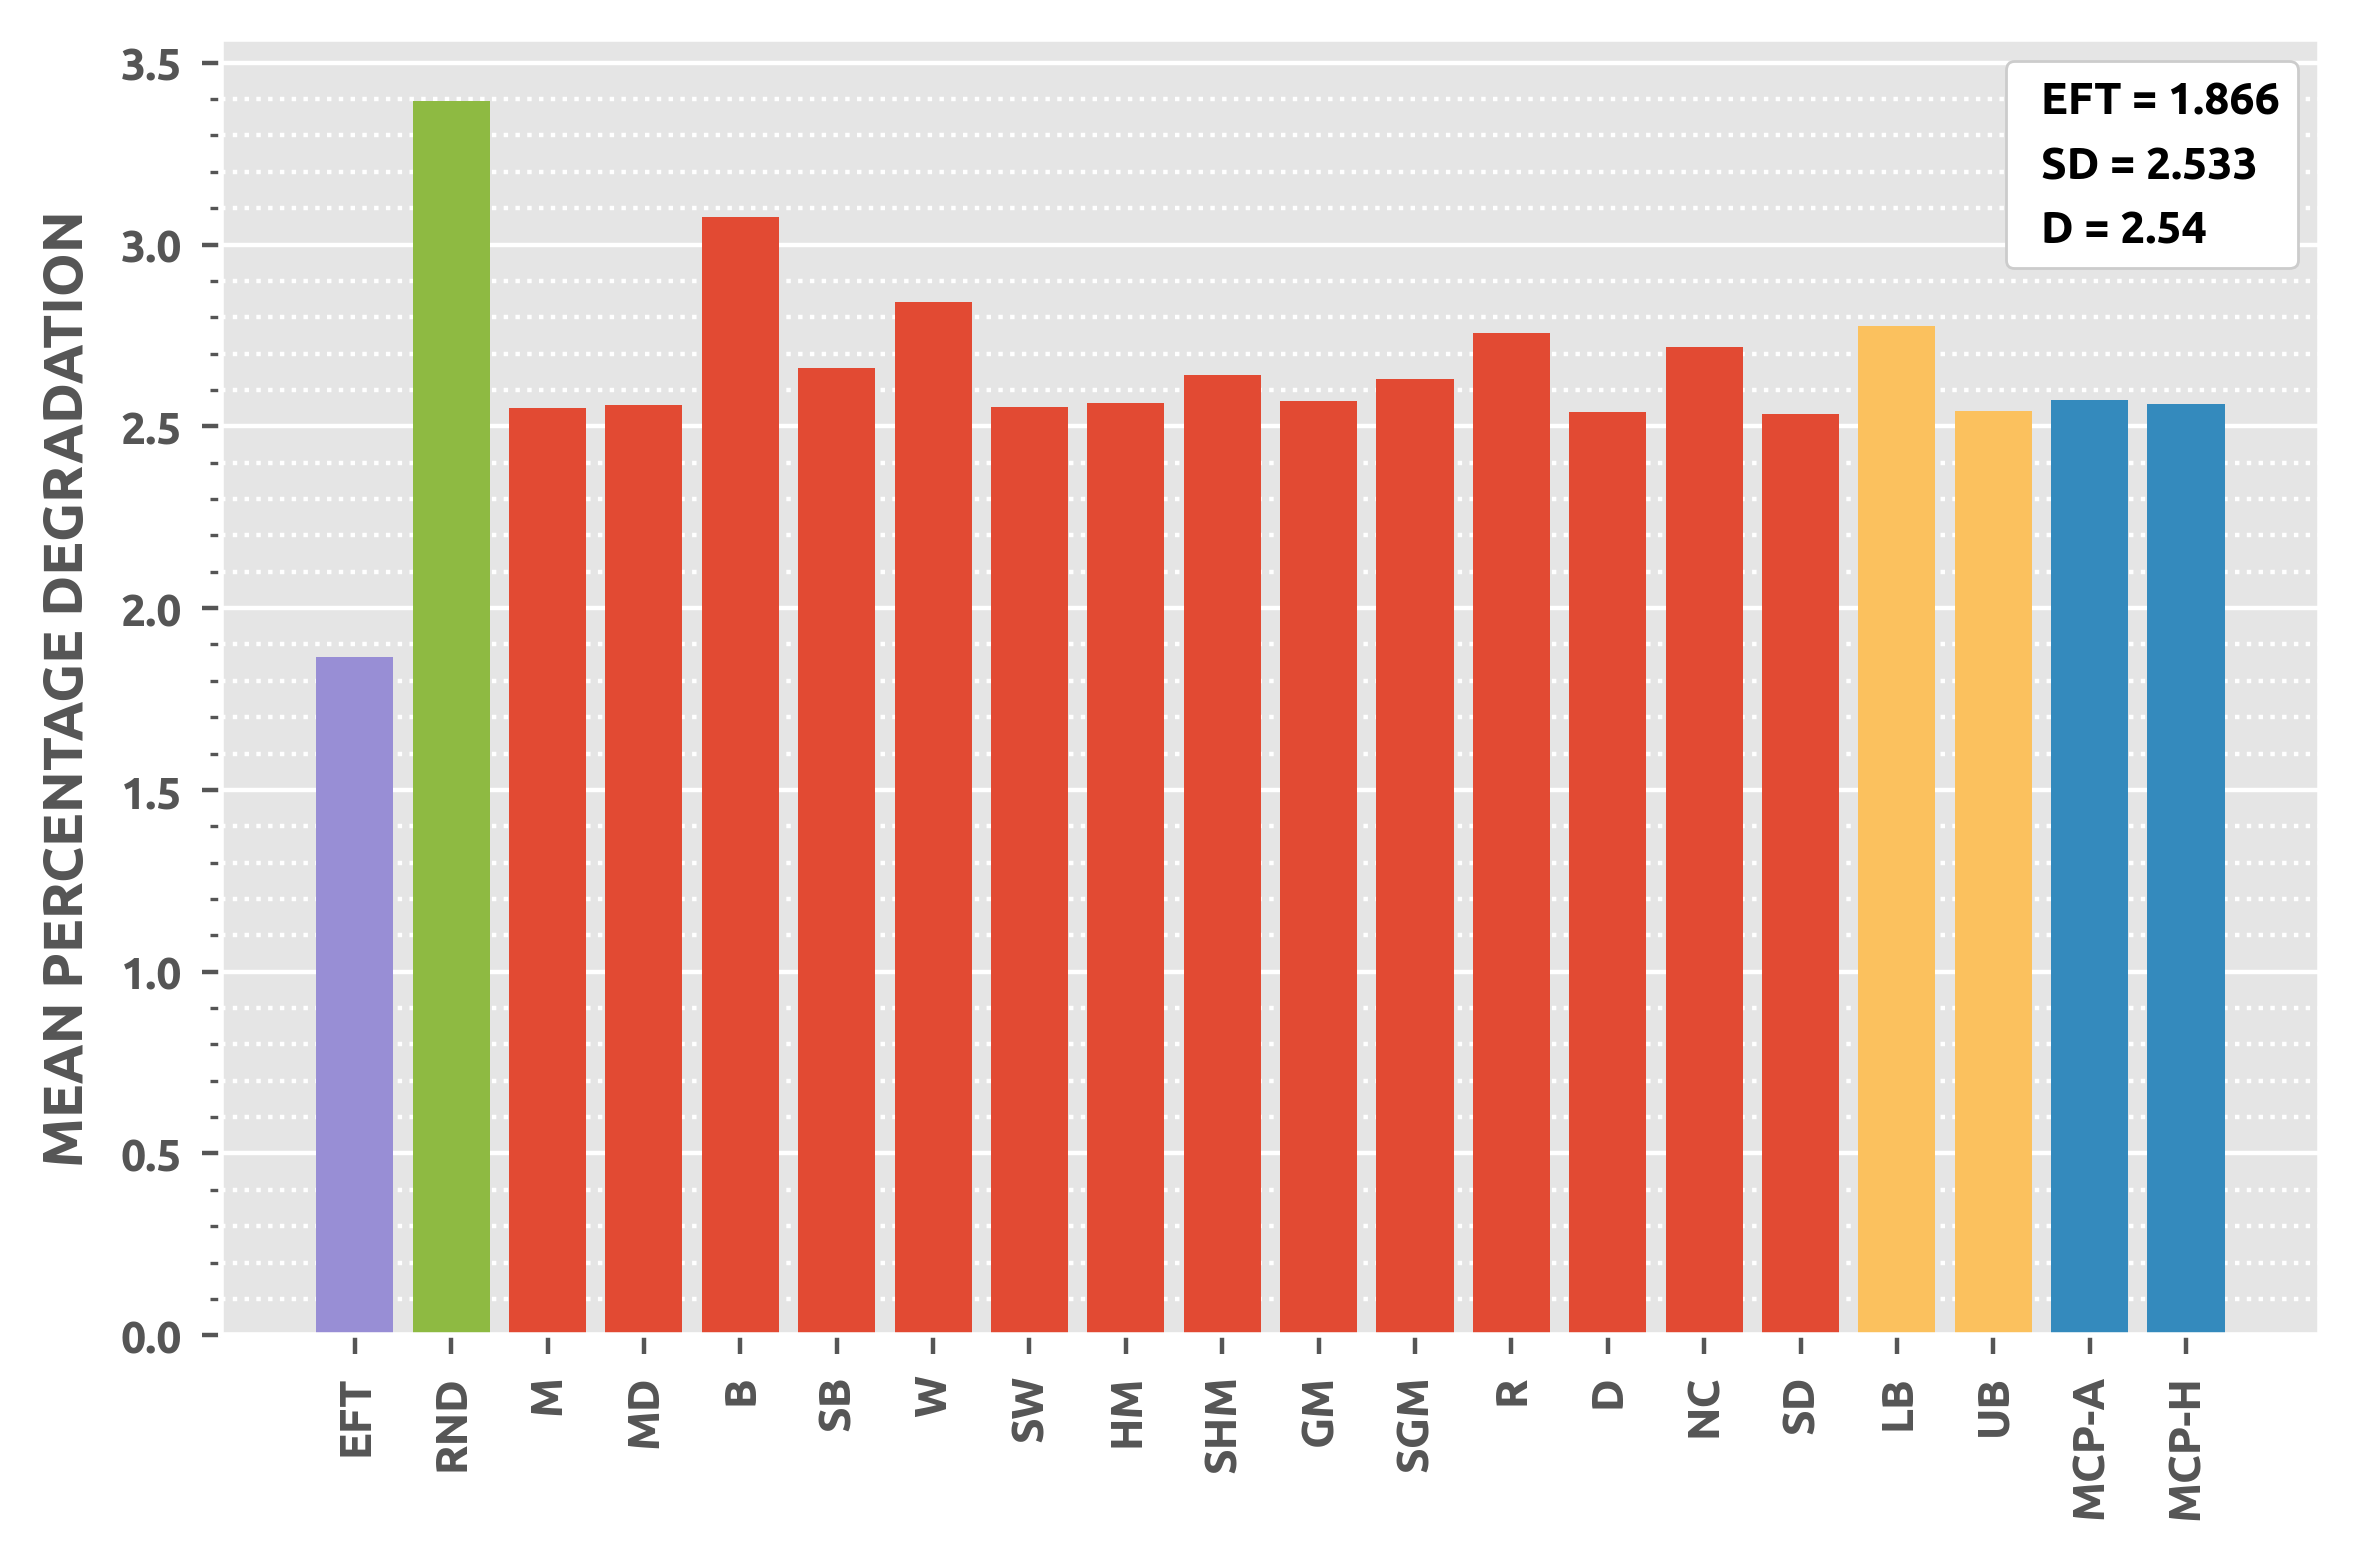 MEAN PERCENTAGE DEGRADATION
3.5
3.0
2.5
2.0
1.5
1.0
0.5
0.0
EFT = 1.866
SD = 2.533
D = 2.54
EFT
RND
M
MD
B
SB
W
SW
HM
SHM
GM
SGM
R
D
NC
SD
LB
UB
MCP-A
MCP-H